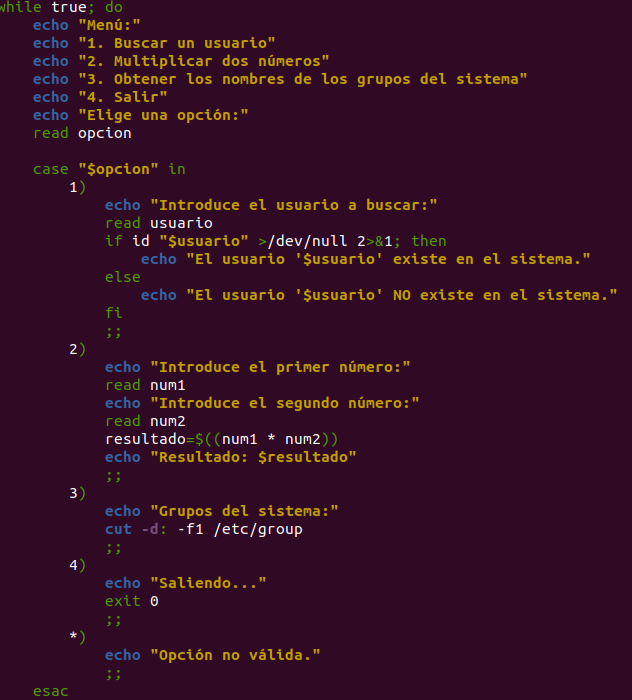 while true; do
    echo "Menú:"
    echo "1. Buscar un usuario"
    echo "2. Multiplicar dos números"
    echo "3. Obtener los nombres de los grupos del sistema"
    echo "4. Salir"
    echo "Elige una opción:"
    read opcion

    case "$opcion" in
        1)
            echo "Introduce el usuario a buscar:"
            read usuario
            if id "$usuario" >/dev/null 2>&1; then
                echo "El usuario '$usuario' existe en el sistema."
            else
                echo "El usuario '$usuario' NO existe en el sistema."
            fi
            ;;
        2)
            echo "Introduce el primer número:"
            read num1
            echo "Introduce el segundo número:"
            read num2
            resultado=$((num1 * num2))
            echo "Resultado: $resultado"
            ;;
        3)
            echo "Grupos del sistema:"
            cut -d: -f1 /etc/group
            ;;
        4)
            echo "Saliendo..."
            exit 0
            ;;
        *)
            echo "Opción no válida."
            ;;
    esac